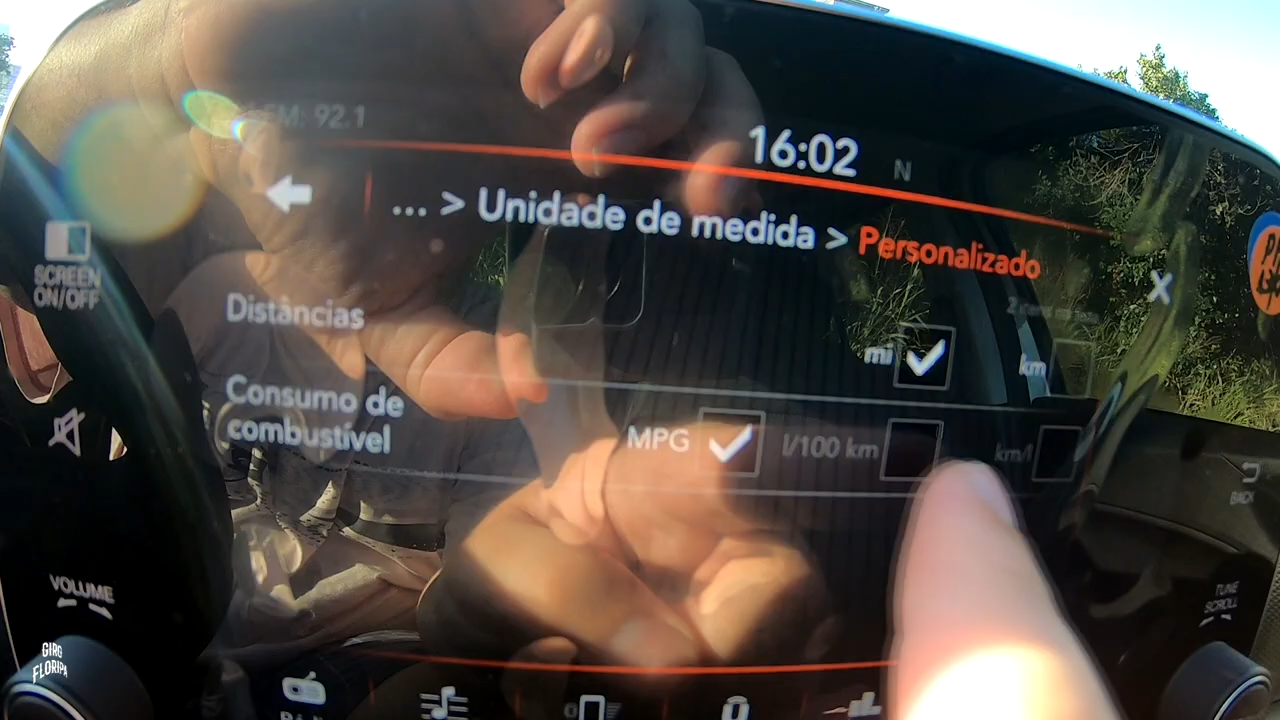 FM: 92.1
16:02
N
... > Unidade de medida > Personalizado
SCREEN
ON/OFF
Distâncias
mi
km
Consumo de
combustível
MPG
l/100 km
km/l
BACK
VOLUME
TUNE
SCROLL
GIRO
FLORIPA